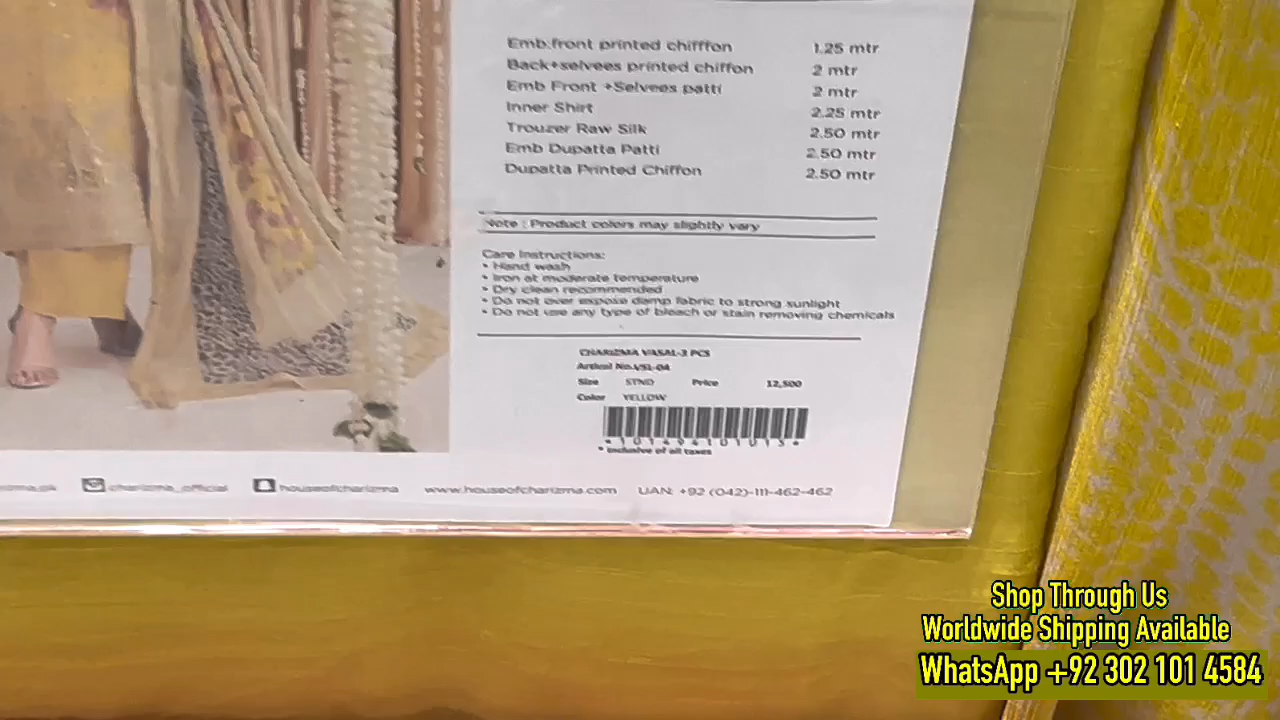 Emb:front printed chifffon 1.25 mtr
Back+selvees printed chiffon 2 mtr
Emb Front +Selvees patti 2 mtr
Inner Shirt 2.25 mtr
Trouzer Raw Silk 2.50 mtr
Emb Dupatta Patti 2.50 mtr
Dupatta Printed Chiffon 2.50 mtr
Note : Product colors may slightly vary
Care Instructions:
• Hand wash
• Iron at moderate temperature
• Dry clean recommended
• Do not over expose damp fabric to strong sunlight
• Do not use any type of bleach or stain removing chemicals
CHARIZMA VASAL-3 PCS
Artical No.VSL-04
Size STND Price 12,500
Color YELLOW
* inclusive of all taxes
charizma_official houseofcharizma www.houseofcharizma.com UAN: +92 (042)-111-462-462
Shop Through Us
Worldwide Shipping Available
WhatsApp +92 302 101 4584